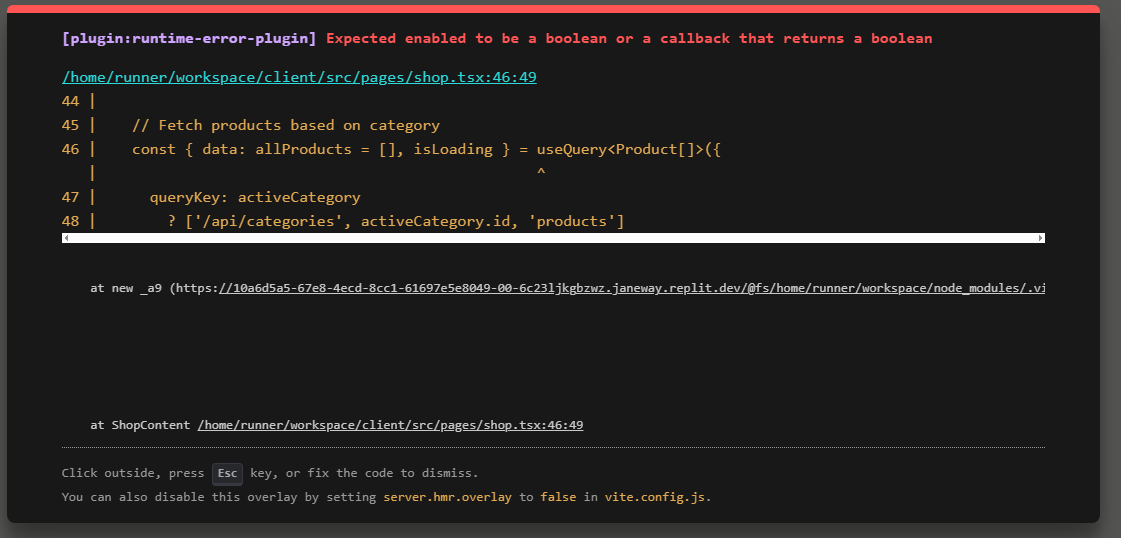 [plugin:runtime-error-plugin] Expected enabled to be a boolean or a callback that returns a boolean
/home/runner/workspace/client/src/pages/shop.tsx:46:49
44 |
45 |    // Fetch products based on category
46 |    const { data: allProducts = [], isLoading } = useQuery<Product[]>({
   |                                                  ^
47 |      queryKey: activeCategory
48 |        ? ['/api/categories', activeCategory.id, 'products']
at new _a9 (https://10a6d5a5-67e8-4ecd-8cc1-61697e5e8049-00-6c23ljkgbzwz.janeway.replit.dev/@fs/home/runner/workspace/node_modules/.vi
at ShopContent /home/runner/workspace/client/src/pages/shop.tsx:46:49
Click outside, press Esc key, or fix the code to dismiss.
You can also disable this overlay by setting server.hmr.overlay to false in vite.config.js.